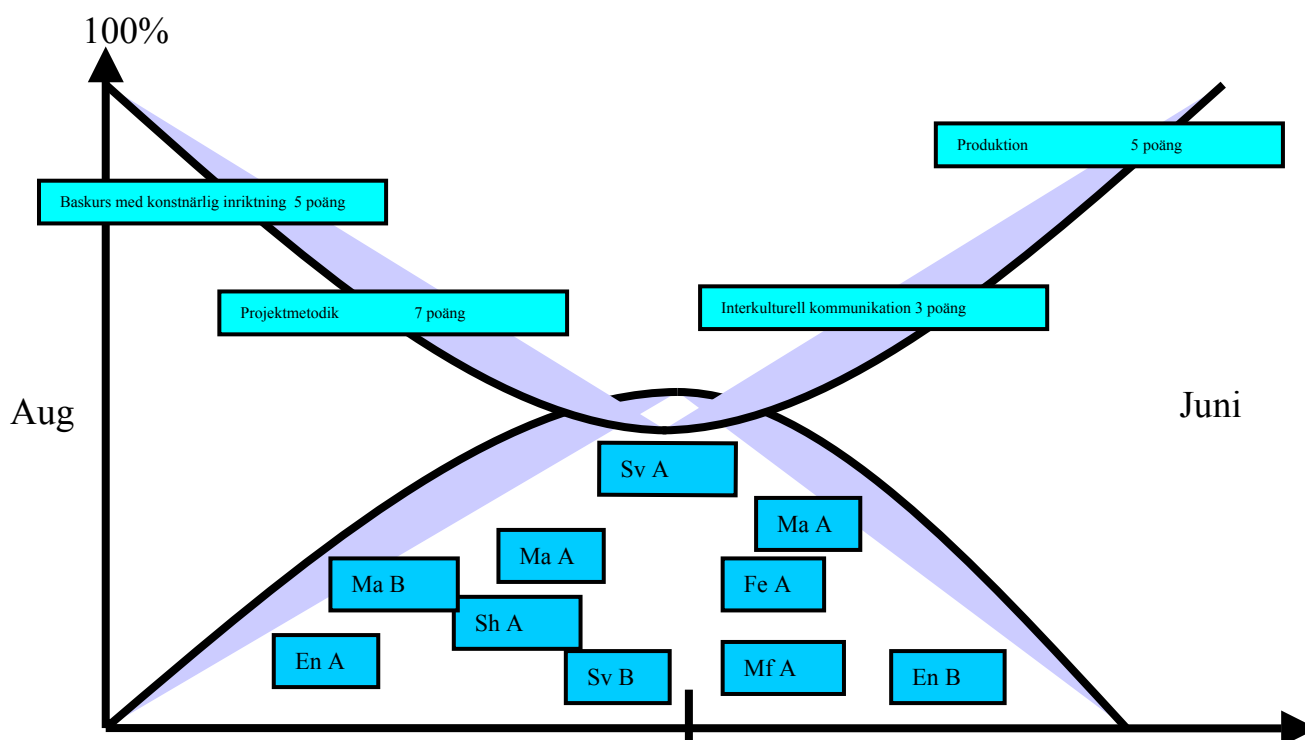 100%
Produktion 5 poäng
Baskurs med konstnärlig inriktning 5 poäng
Projektmetodik 7 poäng
Interkulturell kommunikation 3 poäng
Aug
Juni
Sv A
Ma A
Ma A
Ma B
Fe A
Sh A
En A
Sv B
Mf A
En B